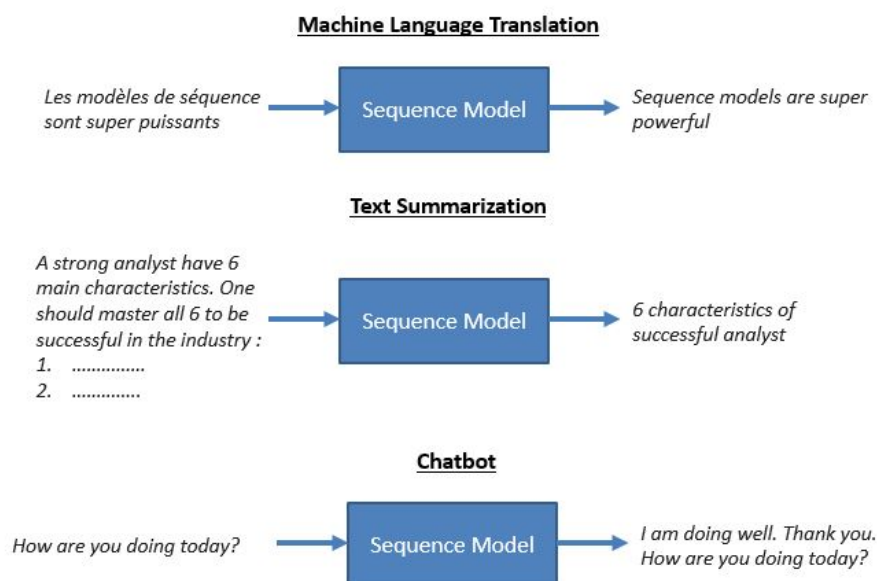 Machine Language Translation
Les modèles de séquence
sont super puissants
Sequence Model
Sequence models are super
powerful
Text Summarization
A strong analyst have 6
main characteristics. One
should master all 6 to be
successful in the industry :
1. ...............
2. ..............
Sequence Model
6 characteristics of
successful analyst
Chatbot
How are you doing today?
Sequence Model
I am doing well. Thank you.
How are you doing today?